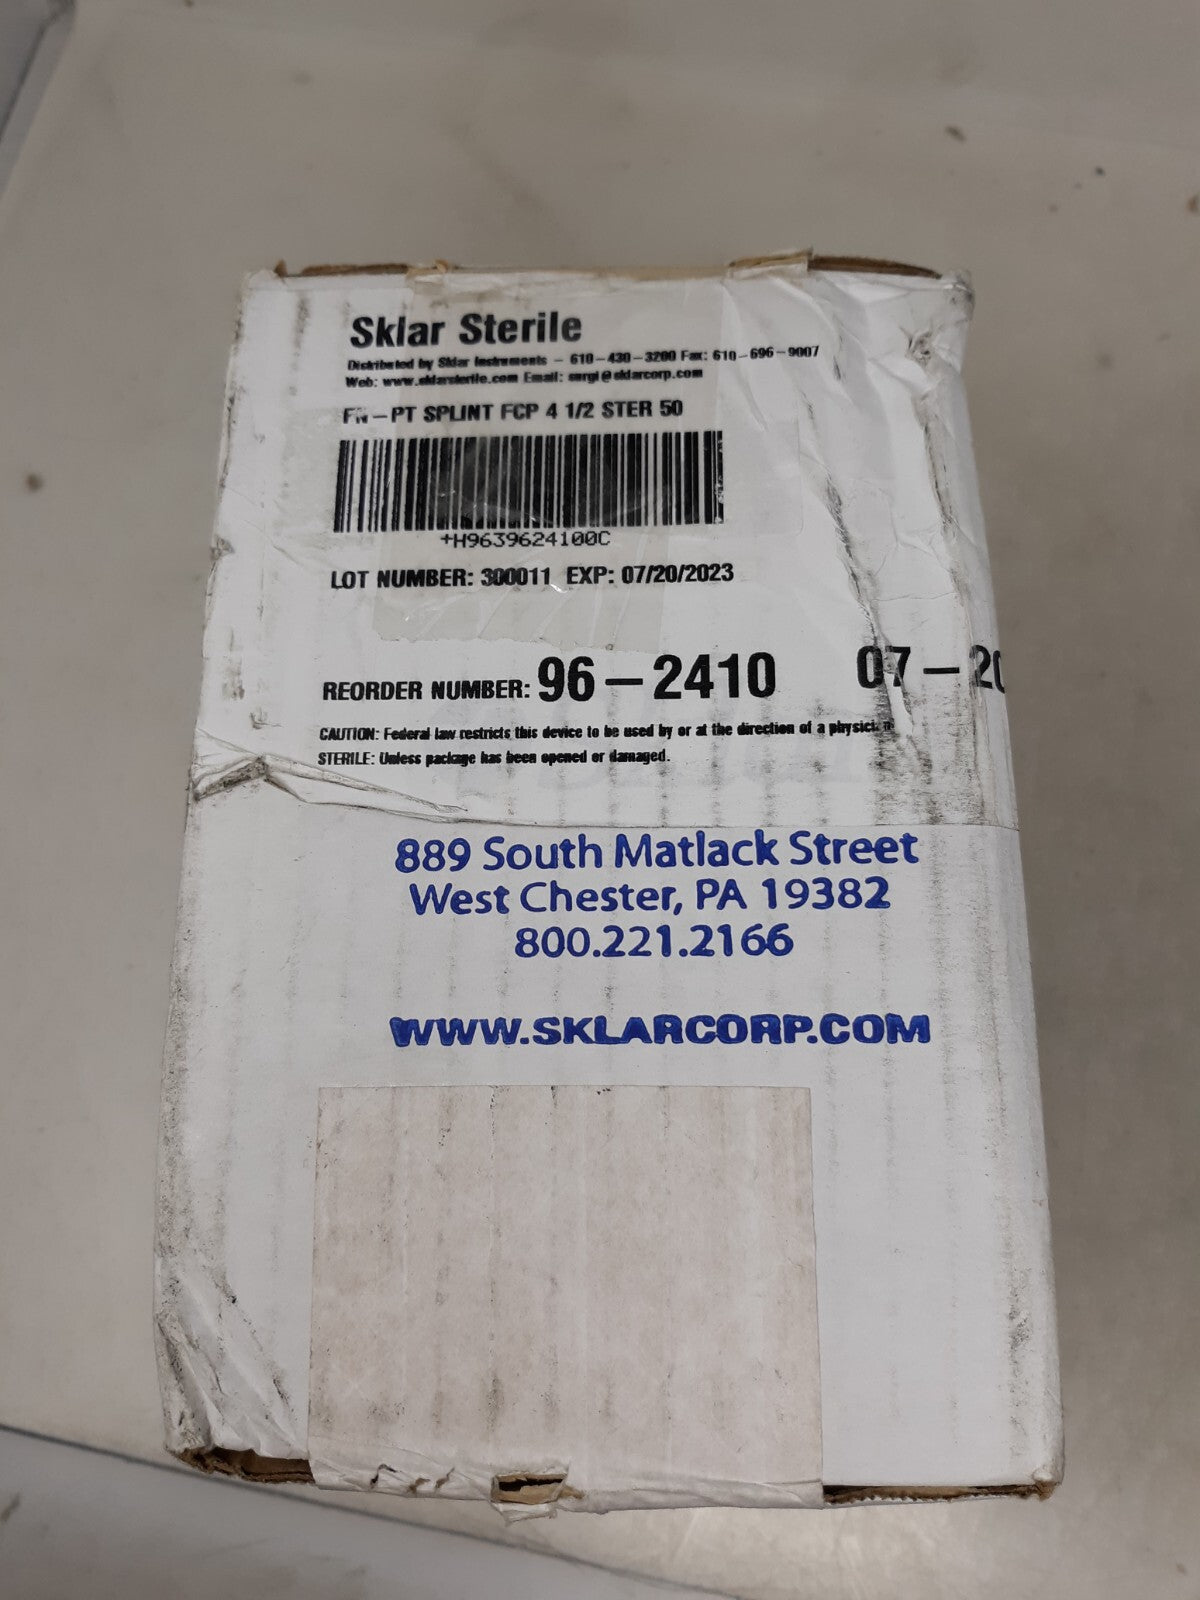 Sklar Sterile
Distributed by Sklar Instruments - 610-430-3200 Fax: 610-696-9007
Web: www.sklarsterile.com Email: surgi@sklarcorp.com
FN-PT SPLINT FCP 4 1/2 STER 50
+H9639624100C
LOT NUMBER: 300011 EXP: 07/20/2023
REORDER NUMBER: 96-2410 07-20
CAUTION: Federal law restricts this device to be used by or at the direction of a physician
STERILE: Unless package has been opened or damaged.
889 South Matlack Street
West Chester, PA 19382
800.221.2166
WWW.SKLARCORP.COM